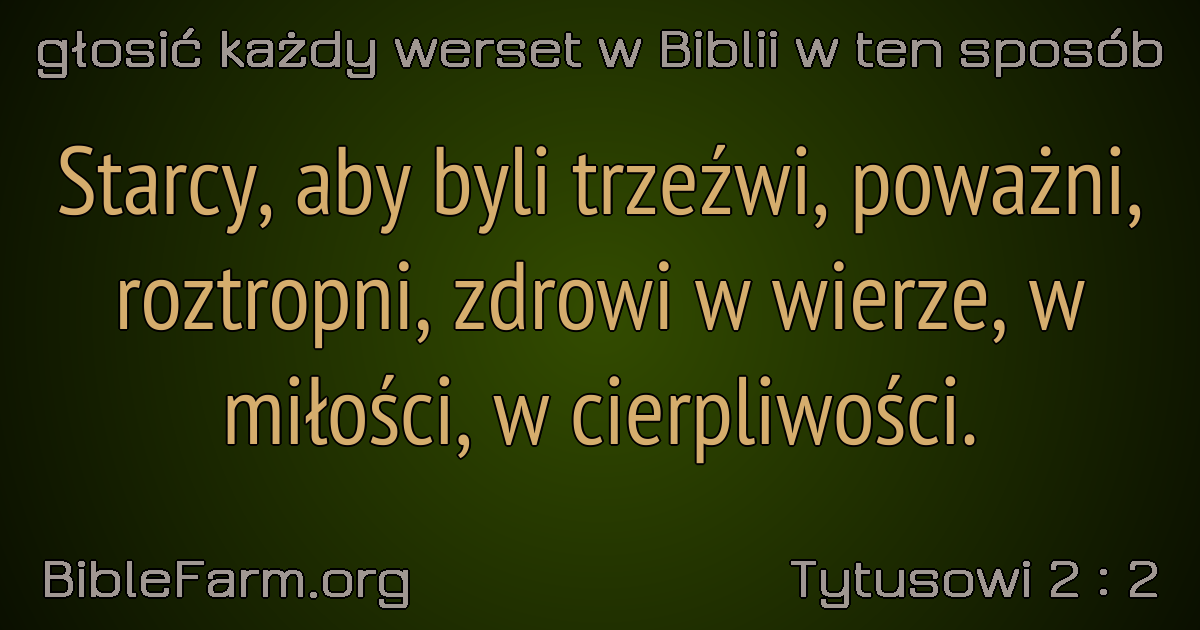 głosić każdy werset w Biblii w ten sposób
Starcy, aby byli trzeźwi, poważni,
roztropni, zdrowi w wierze, w
miłości, w cierpliwości.
BibleFarm.org
Tytusowi 2 : 2